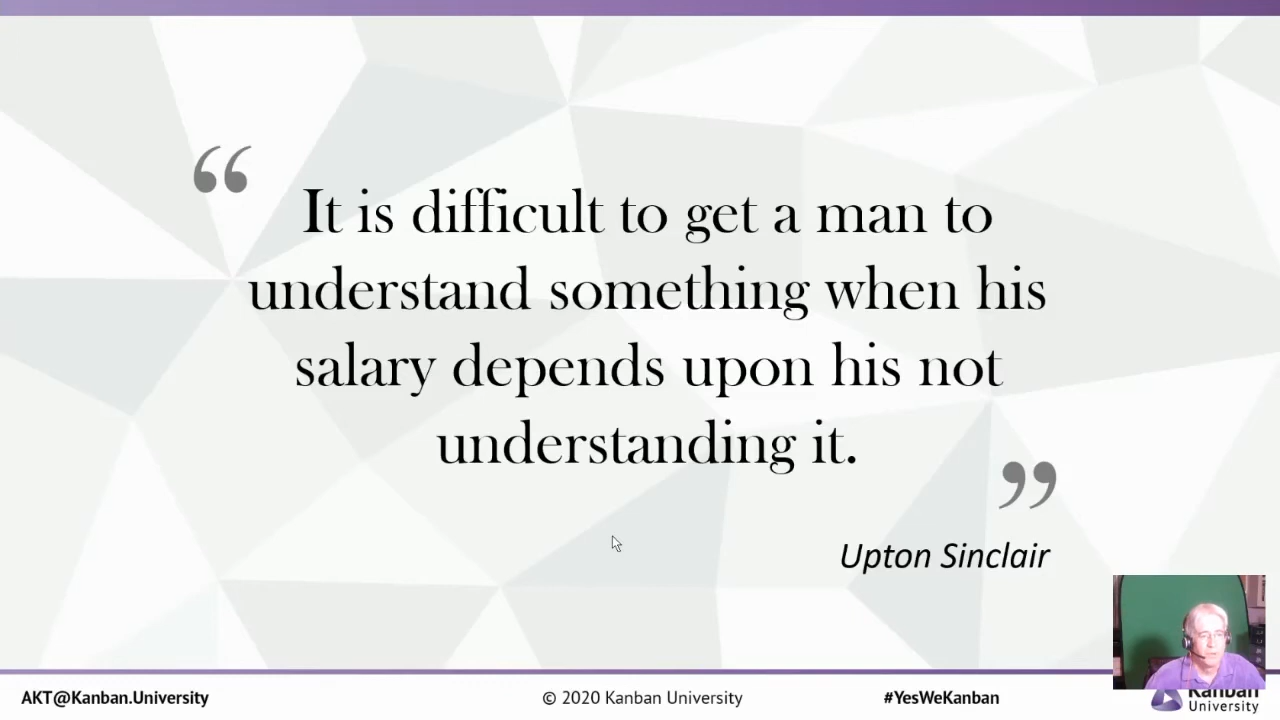 “
It is difficult to get a man to
understand something when his
salary depends upon his not
understanding it.
”
Upton Sinclair
AKT@Kanban.University
© 2020 Kanban University
#YesWeKanban
Kanban
University